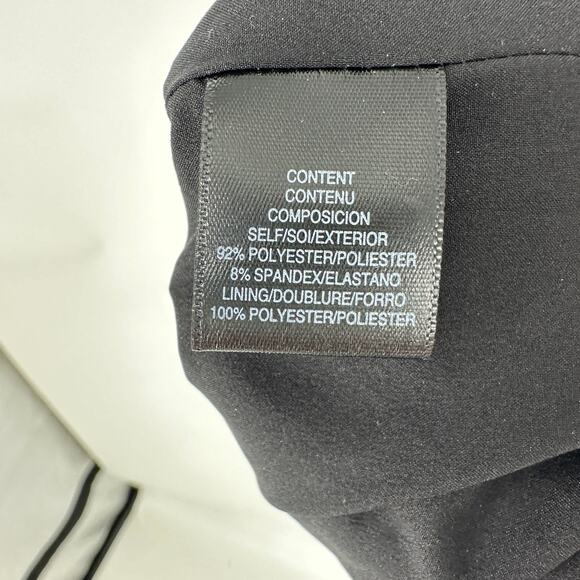 CONTENT
CONTENU
COMPOSICION
SELF/SOI/EXTERIOR
92% POLYESTER/POLIESTER
8% SPANDEX/ELASTANO
LINING/DOUBLURE/FORRO
100% POLYESTER/POLIESTER